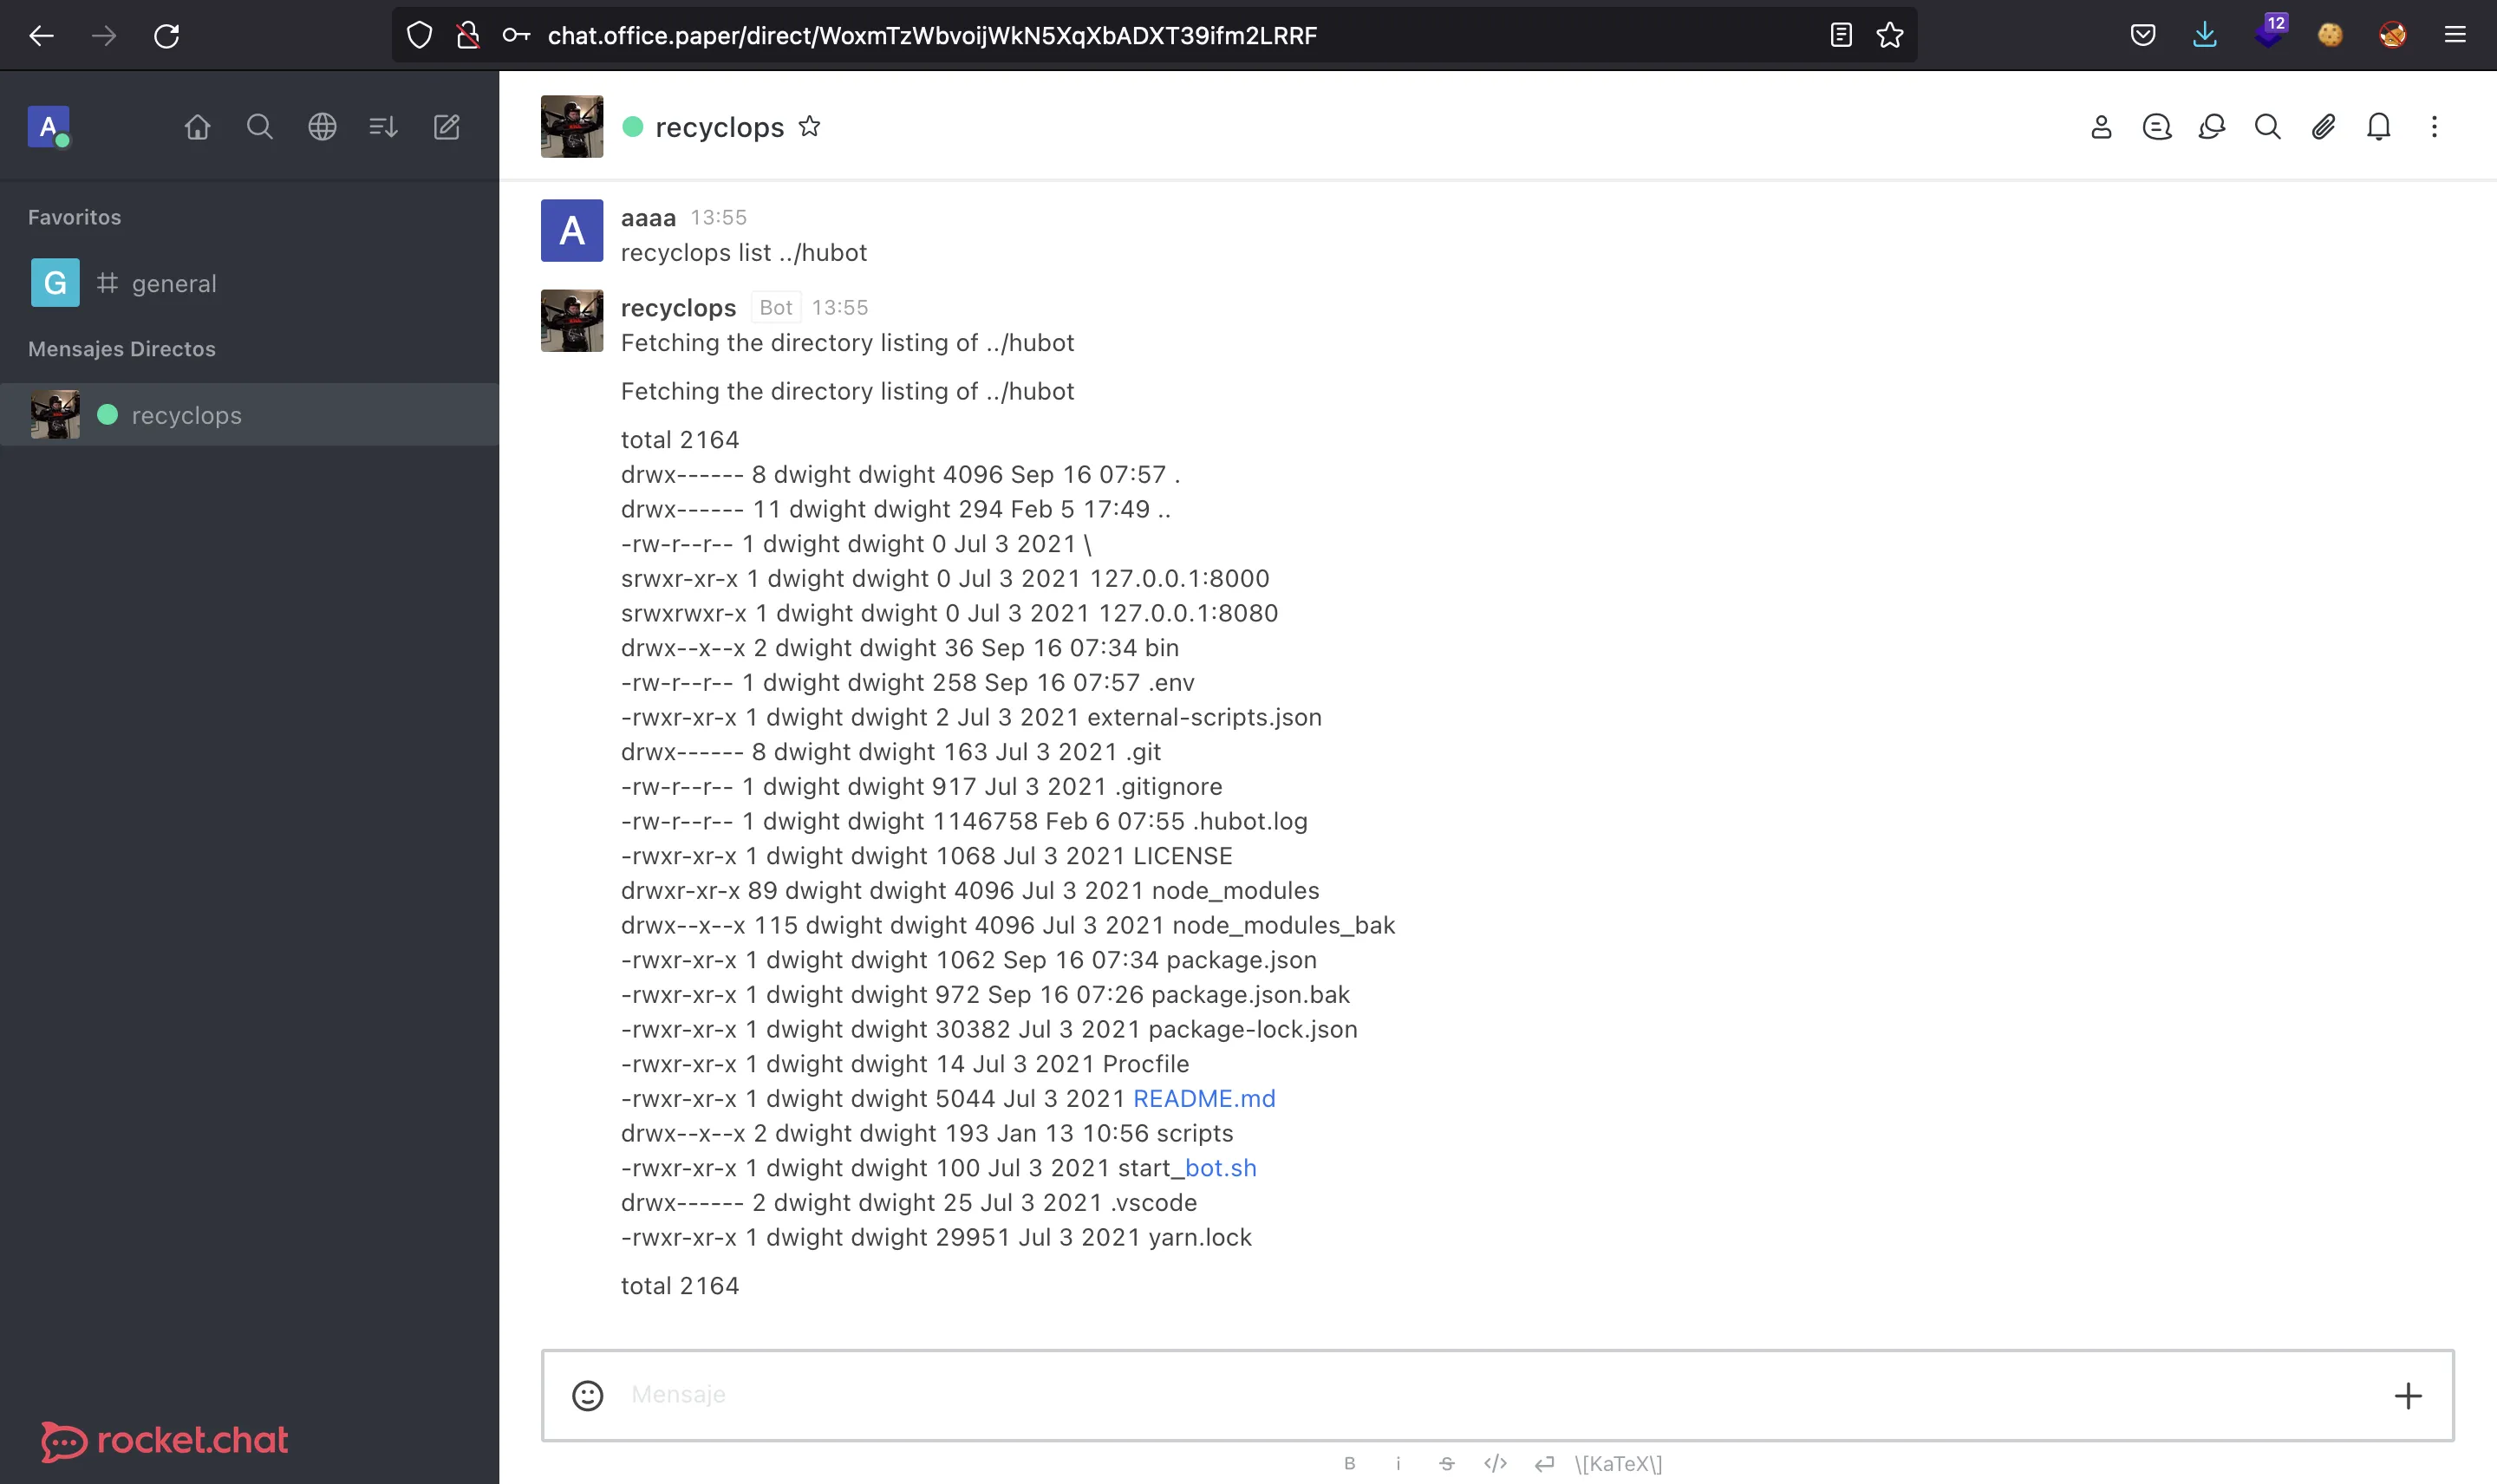 chat.office.paper/direct/WoxmTzWbvoijWkN5XqXbADXT39ifm2LRRF
12
A
Favoritos
G general
Mensajes Directos
recyclops
rocket.chat
recyclops
A
aaaa 13:55
recyclops list ../hubot
recyclops Bot 13:55
Fetching the directory listing of ../hubot
Fetching the directory listing of ../hubot
total 2164
drwx------ 8 dwight dwight 4096 Sep 16 07:57 .
drwx------ 11 dwight dwight 294 Feb 5 17:49 ..
-rw-r--r-- 1 dwight dwight 0 Jul 3 2021 \
srwxr-xr-x 1 dwight dwight 0 Jul 3 2021 127.0.0.1:8000
srwxrwxr-x 1 dwight dwight 0 Jul 3 2021 127.0.0.1:8080
drwx--x--x 2 dwight dwight 36 Sep 16 07:34 bin
-rw-r--r-- 1 dwight dwight 258 Sep 16 07:57 .env
-rwxr-xr-x 1 dwight dwight 2 Jul 3 2021 external-scripts.json
drwx------ 8 dwight dwight 163 Jul 3 2021 .git
-rw-r--r-- 1 dwight dwight 917 Jul 3 2021 .gitignore
-rw-r--r-- 1 dwight dwight 1146758 Feb 6 07:55 .hubot.log
-rwxr-xr-x 1 dwight dwight 1068 Jul 3 2021 LICENSE
drwxr-xr-x 89 dwight dwight 4096 Jul 3 2021 node_modules
drwx--x--x 115 dwight dwight 4096 Jul 3 2021 node_modules_bak
-rwxr-xr-x 1 dwight dwight 1062 Sep 16 07:34 package.json
-rwxr-xr-x 1 dwight dwight 972 Sep 16 07:26 package.json.bak
-rwxr-xr-x 1 dwight dwight 30382 Jul 3 2021 package-lock.json
-rwxr-xr-x 1 dwight dwight 14 Jul 3 2021 Procfile
-rwxr-xr-x 1 dwight dwight 5044 Jul 3 2021 README.md
drwx--x--x 2 dwight dwight 193 Jan 13 10:56 scripts
-rwxr-xr-x 1 dwight dwight 100 Jul 3 2021 start_bot.sh
drwx------ 2 dwight dwight 25 Jul 3 2021 .vscode
-rwxr-xr-x 1 dwight dwight 29951 Jul 3 2021 yarn.lock
total 2164
Mensaje
B i S </> \[KaTeX\]